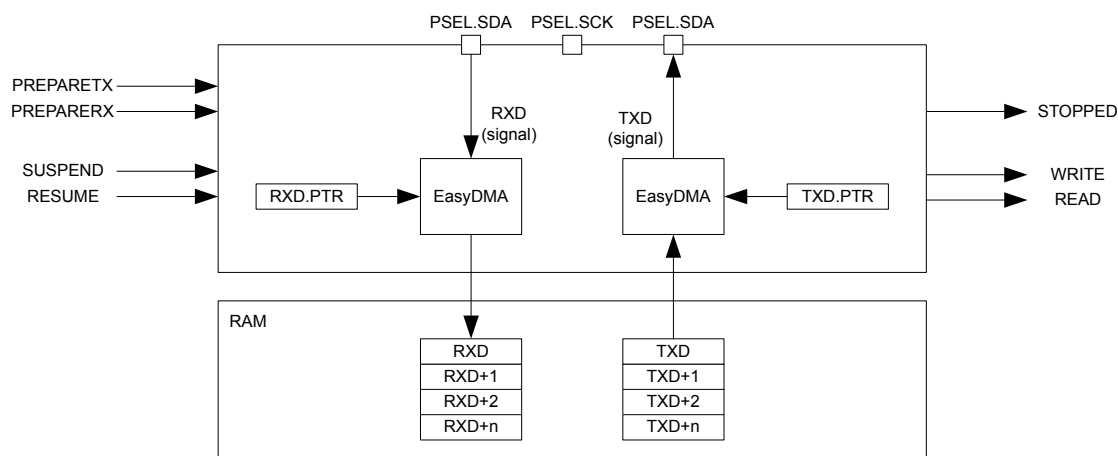 PSEL.SDA PSEL.SCK PSEL.SDA
PREPARETX
PREPARERX
STOPPED
RXD
(signal)
TXD
(signal)
SUSPEND
RESUME
WRITE
READ
RXD.PTR
EasyDMA
EasyDMA
TXD.PTR
RAM
RXD
RXD+1
RXD+2
RXD+n
TXD
TXD+1
TXD+2
TXD+n